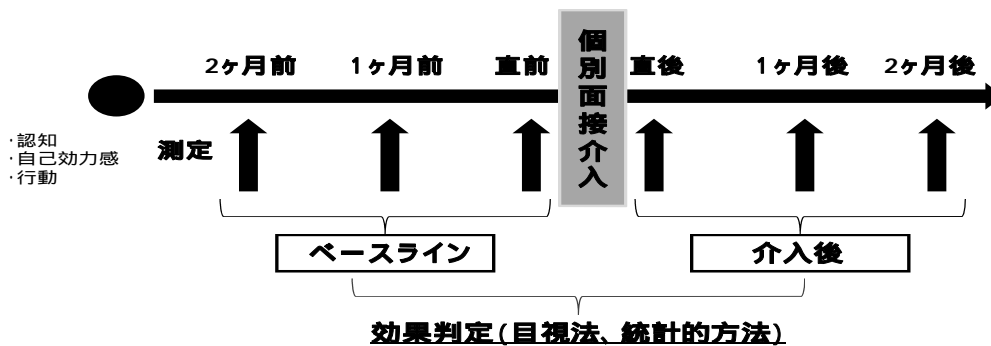 2ヶ月前
1ヶ月前
直前
個別面接介入
直後
1ヶ月後
2ヶ月後
・認知
・自己効力感
・行動
測定
ベースライン
介入後
効果判定(目視法、統計的方法)